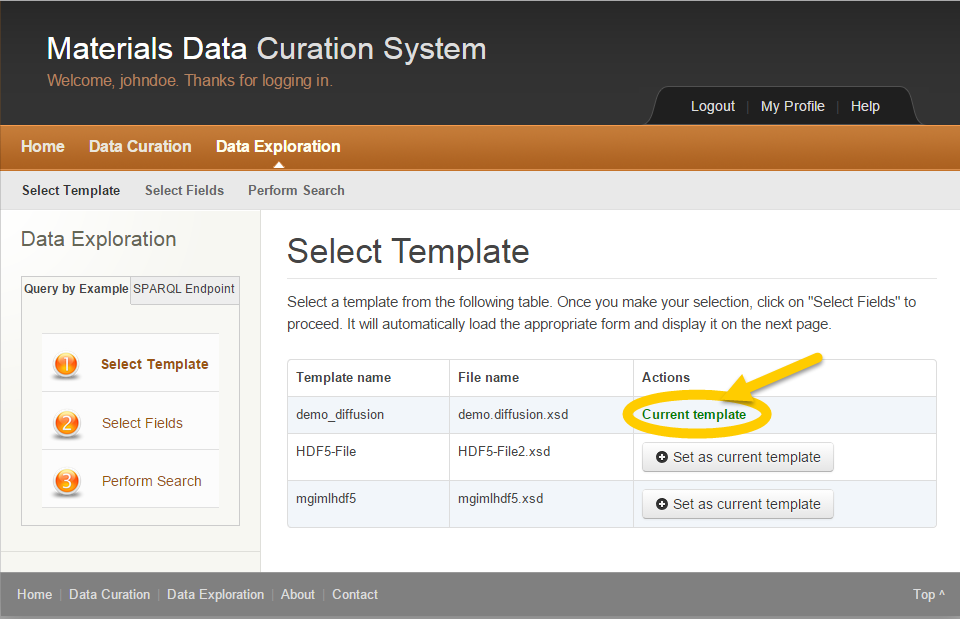 Materials Data Curation System
Welcome, johndoe. Thanks for logging in.
Logout | My Profile | Help
Home Data Curation Data Exploration
Select Template Select Fields Perform Search
Data Exploration
Query by Example SPARQL Endpoint
1 Select Template
2 Select Fields
3 Perform Search
Select Template
Select a template from the following table. Once you make your selection, click on "Select Fields" to
proceed. It will automatically load the appropriate form and display it on the next page.
Template name File name Actions
demo_diffusion demo.diffusion.xsd Current template
HDF5-File HDF5-File2.xsd Set as current template
mgimlhdf5 mgimlhdf5.xsd Set as current template
Home | Data Curation | Data Exploration | About | Contact
Top ^